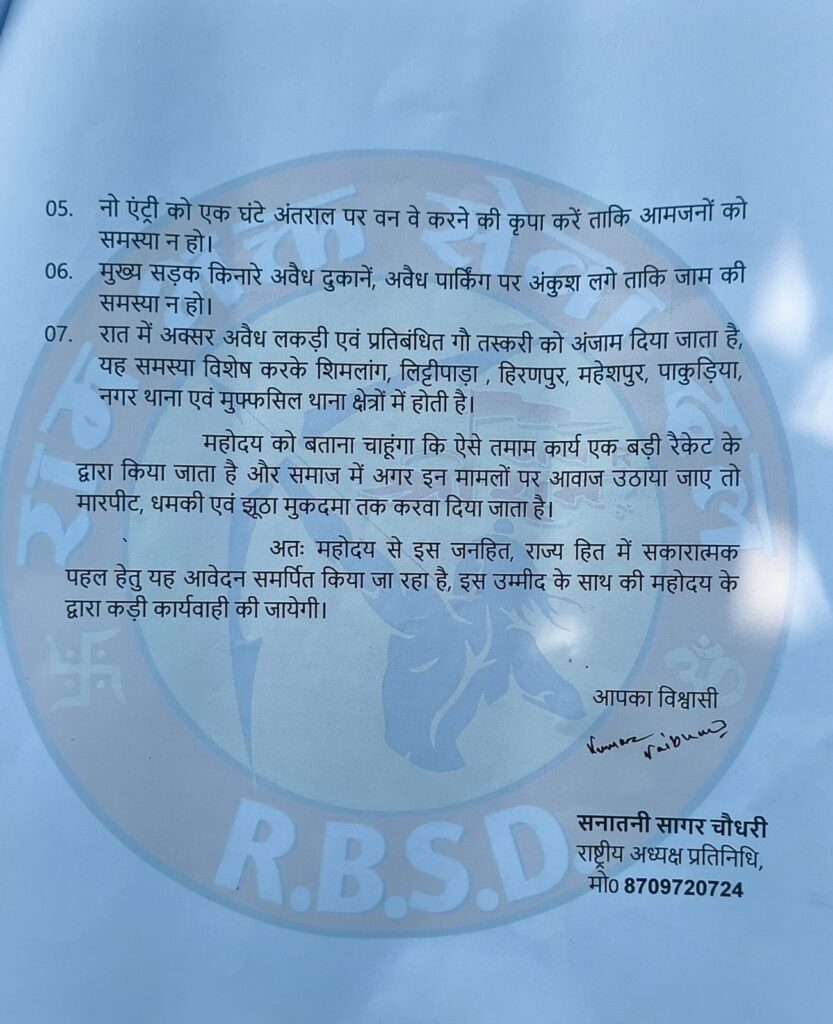 05. नो एंट्री को एक घंटे अंतराल पर वन वे करने की कृपा करें ताकि आमजनों को
समस्या न हो।
06. मुख्य सड़क किनारे अवैध दुकानें, अवैध पार्किंग पर अंकुश लगे ताकि जाम की
समस्या न हो।
07. रात में अक्सर अवैध लकड़ी एवं प्रतिबंधित गौ तस्करी को अंजाम दिया जाता है,
यह समस्या विशेष करके शिमलांग, लिट्टीपाड़ा , हिरणपुर, महेशपुर, पाकुड़िया,
नगर थाना एवं मुफ्फसिल थाना क्षेत्रों में होती है।
महोदय को बताना चाहूंगा कि ऐसे तमाम कार्य एक बड़ी रैकेट के
द्वारा किया जाता है और समाज में अगर इन मामलों पर आवाज उठाया जाए तो
मारपीट, धमकी एवं झूठा मुकदमा तक करवा दिया जाता है।
अतः महोदय से इस जनहित, राज्य हित में सकारात्मक
पहल हेतु यह आवेदन समर्पित किया जा रहा है, इस उम्मीद के साथ की महोदय के
द्वारा कड़ी कार्यवाही की जायेगी।
आपका विश्वासी
Kumar
सनातनी सागर चौधरी
राष्ट्रीय अध्यक्ष प्रतिनिधि,
मो0 8709720724
राम भक्त सेवा दल
ॐ
R.B.S.D.